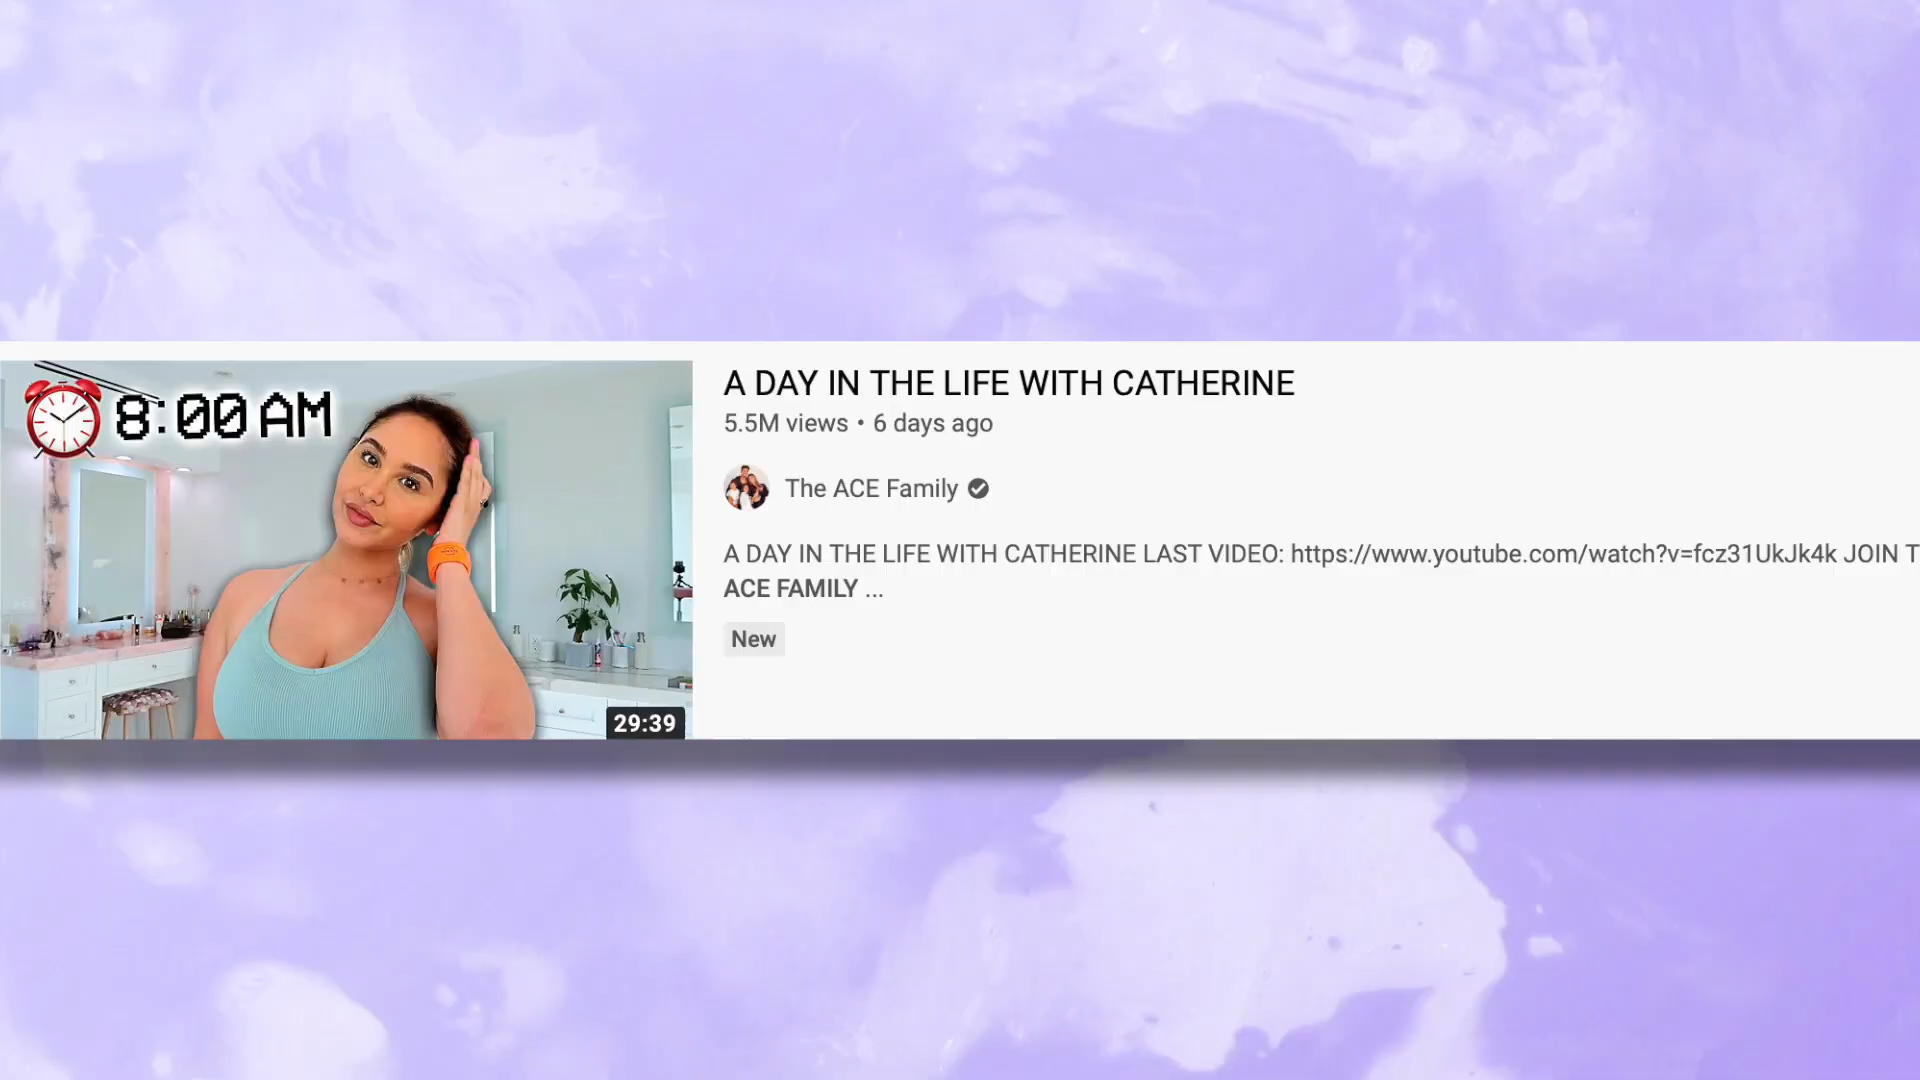 8:00 AM
29:39
A DAY IN THE LIFE WITH CATHERINE
5.5M views • 6 days ago
The ACE Family
A DAY IN THE LIFE WITH CATHERINE LAST VIDEO: https://www.youtube.com/watch?v=fcz31UkJk4k JOIN T
ACE FAMILY ...
New